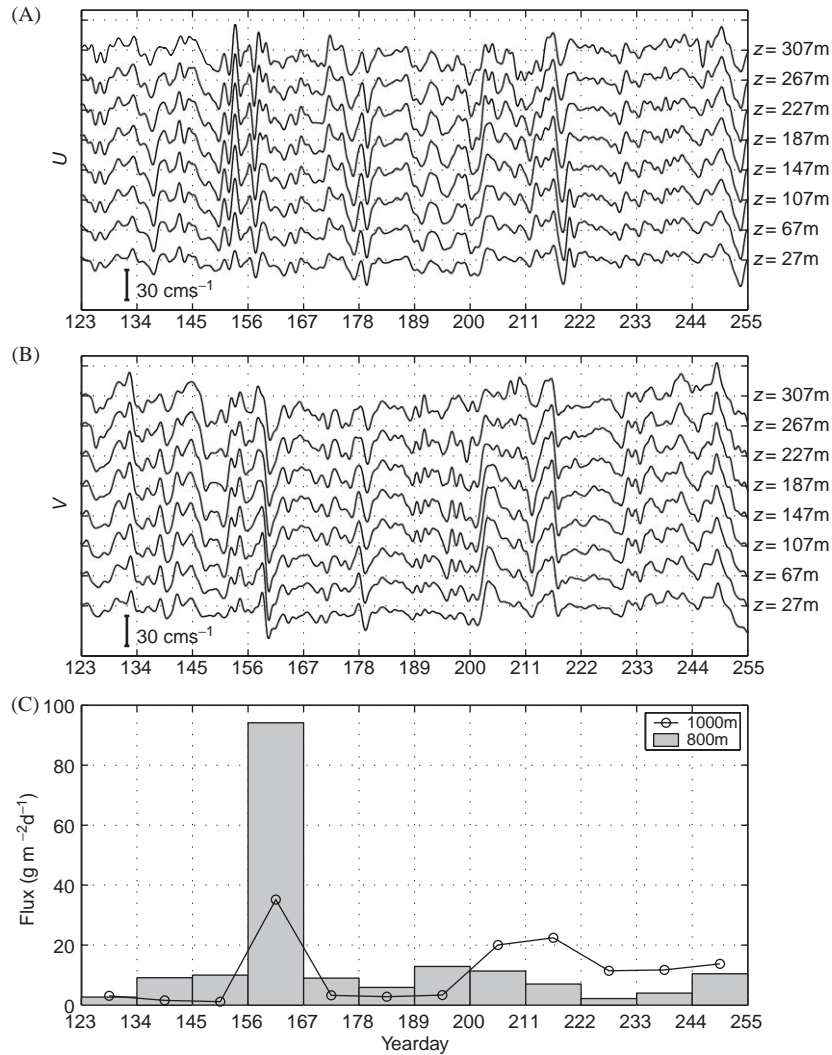 (A)
U
z = 307m
z = 267m
z = 227m
z = 187m
z = 147m
z = 107m
z = 67m
z = 27m
30 cms⁻¹
123 134 145 156 167 179 189 200 211 222 233 244 255
(B)
V
z = 307m
z = 267m
z = 227m
z = 187m
z = 147m
z = 107m
z = 67m
z = 27m
30 cms⁻¹
123 134 145 156 167 179 189 200 211 222 233 244 255
(C)
1000m
800m
Flux (g m⁻²d⁻¹)
100
80
60
40
20
0
123 134 145 156 167 179 189 200 211 222 233 244 255
Yearday